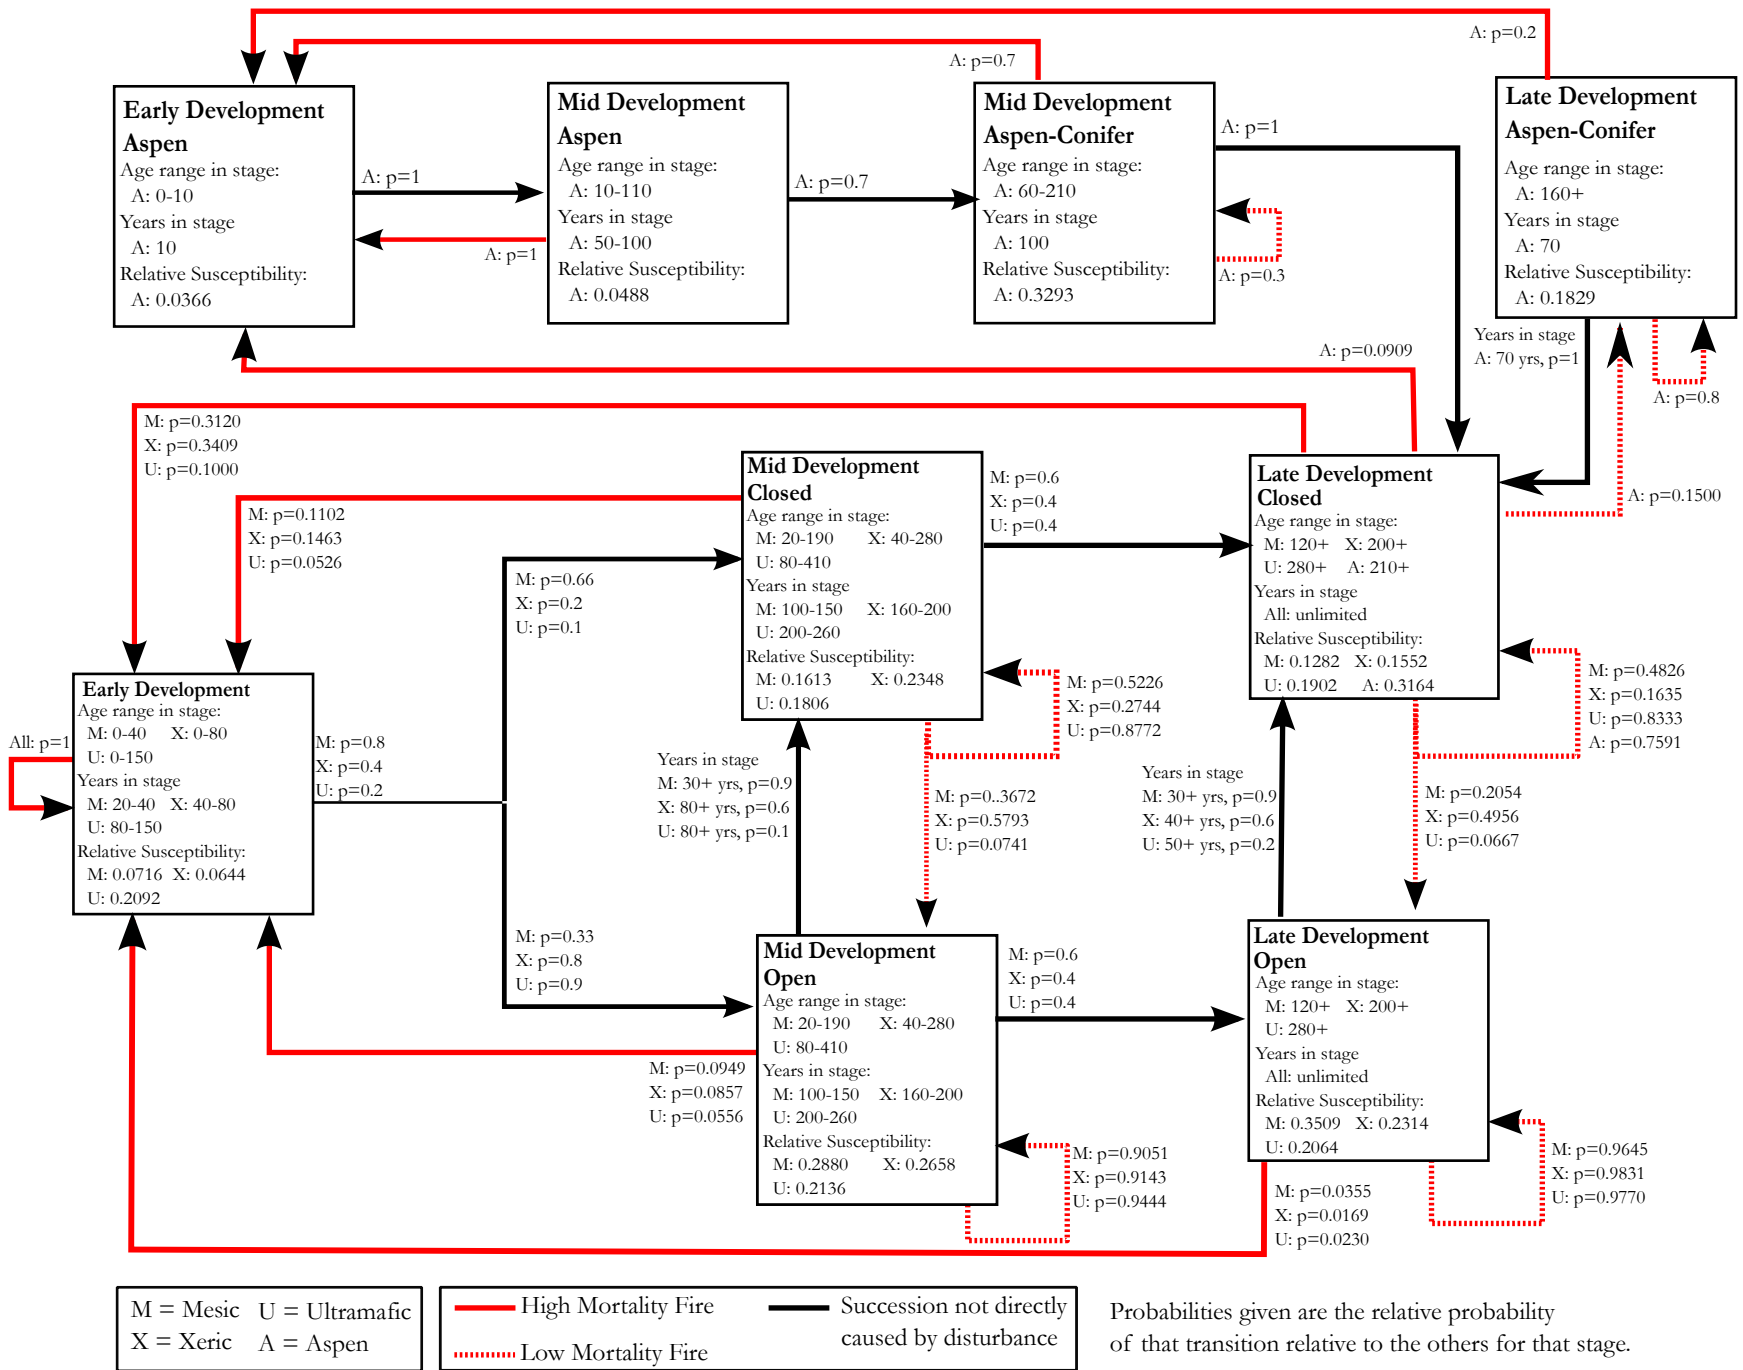 A: p=0.2
A: p=0.7
Early Development
Aspen
Age range in stage:
A: 0-10
Years in stage
A: 10
Relative Susceptibility:
A: 0.0366
A: p=1
A: p=1
Mid Development
Aspen
Age range in stage:
A: 10-110
Years in stage
A: 50-100
Relative Susceptibility:
A: 0.0488
A: p=0.7
Mid Development
Aspen-Conifer
Age range in stage:
A: 60-210
Years in stage
A: 100
Relative Susceptibility:
A: 0.3293
A: p=1
A: p=0.3
Late Development
Aspen-Conifer
Age range in stage:
A: 160+
Years in stage
A: 70
Relative Susceptibility:
A: 0.1829
Years in stage
A: 70 yrs, p=1
A: p=0.8
A: p=0.0909
A: p=0.1500
M: p=0.3120
X: p=0.3409
U: p=0.1000
M: p=0.1102
X: p=0.1463
U: p=0.0526
Mid Development
Closed
Age range in stage:
M: 20-190 X: 40-280
U: 80-410
Years in stage
M: 100-150 X: 160-200
U: 200-260
Relative Susceptibility:
M: 0.1613 X: 0.2348
U: 0.1806
M: p=0.6
X: p=0.4
U: p=0.4
Late Development
Closed
Age range in stage:
M: 120+ X: 200+
U: 280+ A: 210+
Years in stage
All: unlimited
Relative Susceptibility:
M: 0.1282 X: 0.1552
U: 0.1902 A: 0.3164
M: p=0.66
X: p=0.2
U: p=0.1
M: p=0.5226
X: p=0.2744
U: p=0.8772
M: p=0.4826
X: p=0.1635
U: p=0.8333
A: p=0.7591
Early Development
Age range in stage:
M: 0-40 X: 0-80
U: 0-150
Years in stage
M: 20-40 X: 40-80
U: 80-150
Relative Susceptibility:
M: 0.0716 X: 0.0644
U: 0.2092
All: p=1
M: p=0.8
X: p=0.4
U: p=0.2
Years in stage
M: 30+ yrs, p=0.9
X: 80+ yrs, p=0.6
U: 80+ yrs, p=0.1
M: p=0..3672
X: p=0.5793
U: p=0.0741
Years in stage
M: 30+ yrs, p=0.9
X: 40+ yrs, p=0.6
U: 50+ yrs, p=0.2
M: p=0.2054
X: p=0.4956
U: p=0.0667
M: p=0.33
X: p=0.8
U: p=0.9
Mid Development
Open
Age range in stage:
M: 20-190 X: 40-280
U: 80-410
Years in stage:
M: 100-150 X: 160-200
U: 200-260
Relative Susceptibility:
M: 0.2880 X: 0.2658
U: 0.2136
M: p=0.6
X: p=0.4
U: p=0.4
Late Development
Open
Age range in stage:
M: 120+ X: 200+
U: 280+
Years in stage
All: unlimited
Relative Susceptibility:
M: 0.3509 X: 0.2314
U: 0.2064
M: p=0.0949
X: p=0.0857
U: p=0.0556
M: p=0.9051
X: p=0.9143
U: p=0.9444
M: p=0.9645
X: p=0.9831
U: p=0.9770
M: p=0.0355
X: p=0.0169
U: p=0.0230
M = Mesic U = Ultramafic
X = Xeric A = Aspen
High Mortality Fire
Low Mortality Fire
Succession not directly
caused by disturbance
Probabilities given are the relative probability
of that transition relative to the others for that stage.